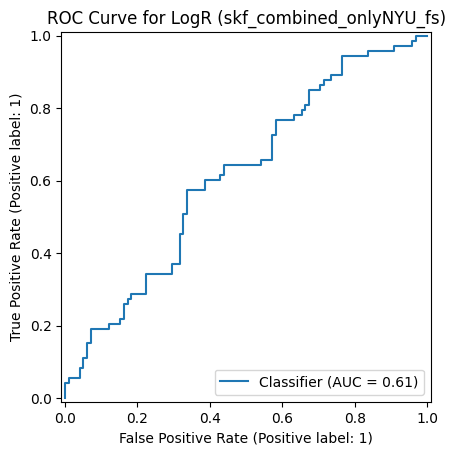 ROC Curve for LogR (skf_combined_onlyNYU_fs)
True Positive Rate (Positive label: 1)
1.0
0.8
0.6
0.4
0.2
0.0
Classifier (AUC = 0.61)
0.0 0.2 0.4 0.6 0.8 1.0
False Positive Rate (Positive label: 1)